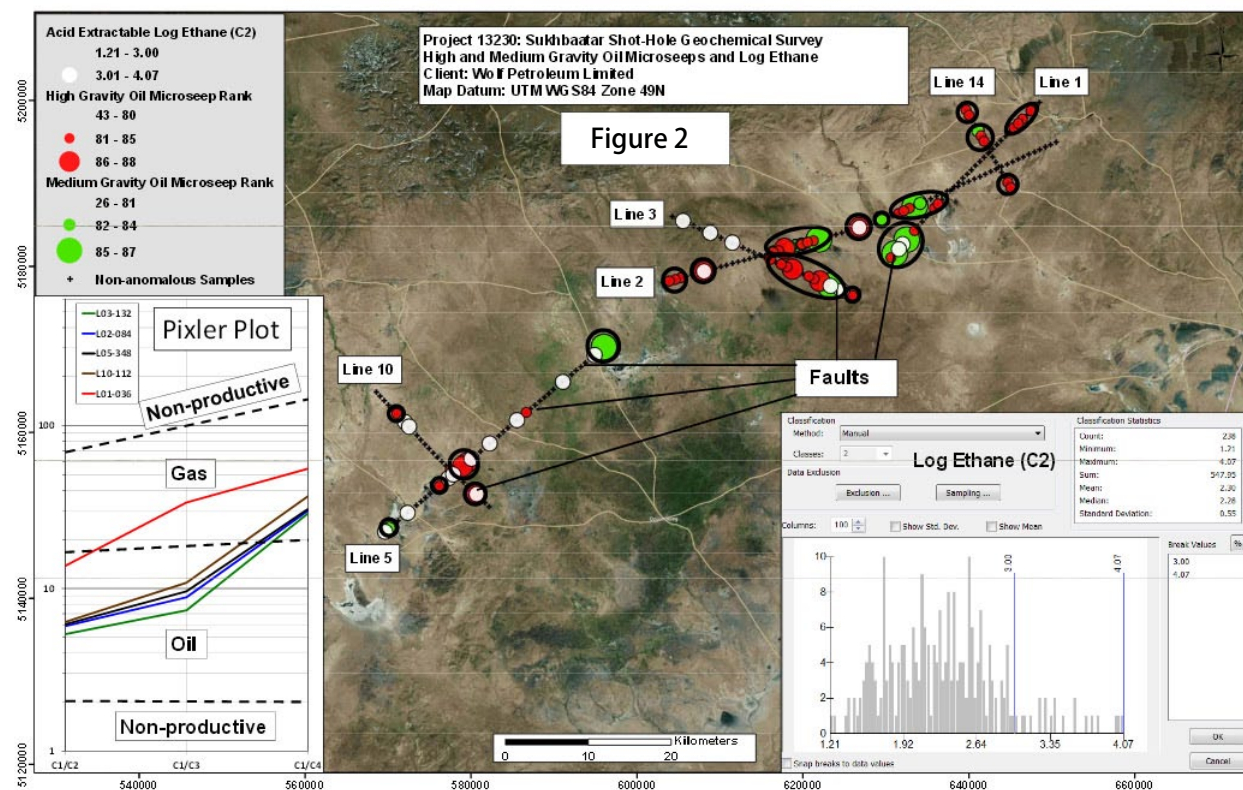 Acid Extractable Log Ethane (C2)
1.21 - 3.00
3.01 - 4.07
High Gravity Oil Microseep Rank
43 - 80
81 - 85
86 - 88
Medium Gravity Oil Microseep Rank
26 - 81
82 - 84
85 - 87
Non-anomalous Samples
Project 13230: Sukhbaatar Shot-Hole Geochemical Survey
High and Medium Gravity Oil Microseeps and Log Ethane
Client: Wolf Petroleum Limited
Map Datum: UTM WGS84 Zone 49N
Figure 2
Line 14
Line 1
Line 3
Line 2
Line 10
Line 5
Faults
5200000
5180000
5160000
5140000
5120000
L03-132
L02-084
L05-348
L10-112
L01-036
Pixler Plot
Non-productive
Gas
Oil
Non-productive
100
10
1
C1/C2
C1/C3
C1/C4
Kilometers
0
10
20
540000
560000
580000
600000
620000
640000
660000
Classification
Method:
Manual
Classes:
2
Data Exclusion
Exclusion ...
Sampling ...
Log Ethane (C2)
Classification Statistics
Count: 238
Minimum: 1.21
Maximum: 4.07
Sum: 547.95
Mean: 2.30
Median: 2.28
Standard Deviation: 0.55
Columns:
100
Show Std. Dev.
Show Mean
Break Values
%
3.00
4.07
10
8
6
4
2
0
3.00
4.07
1.21
1.92
2.64
3.35
4.07
Snap breaks to data values
OK
Cancel